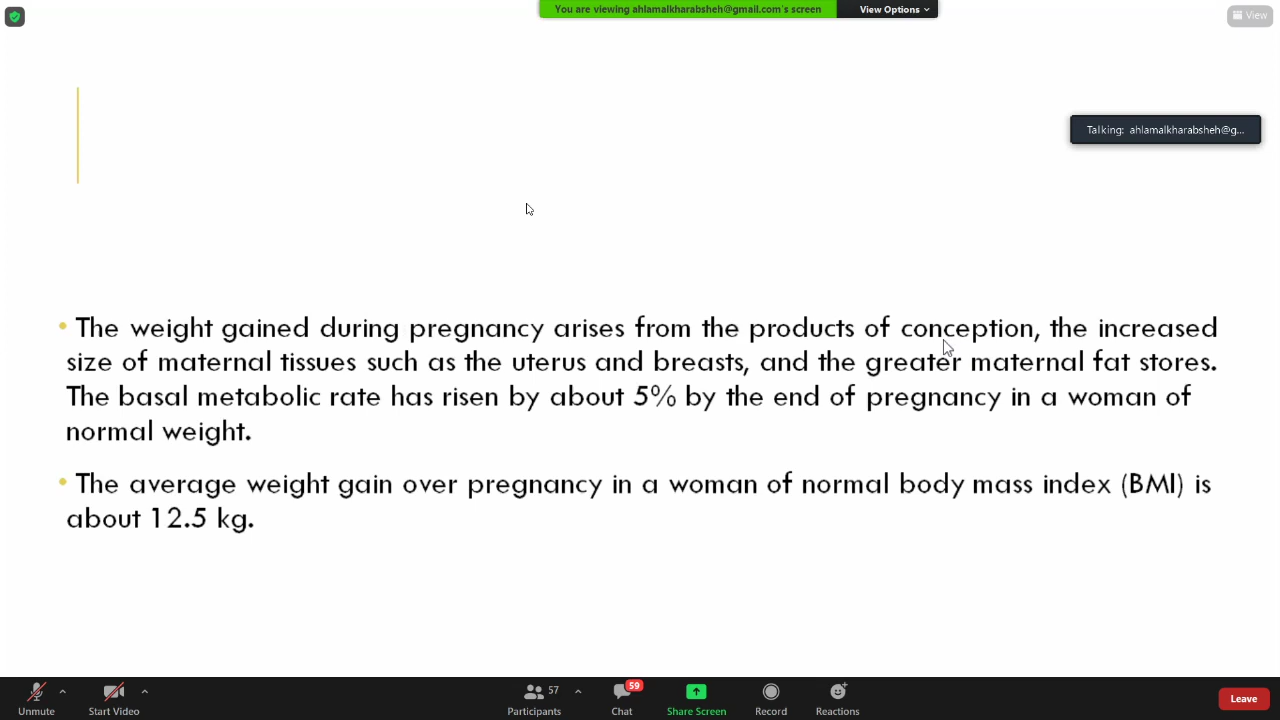 You are viewing ahlamalkharabsheh@gmail.com's screen View Options
View
Talking: ahlamalkharabsheh@g...
• The weight gained during pregnancy arises from the products of conception, the increased
size of maternal tissues such as the uterus and breasts, and the greater maternal fat stores.
The basal metabolic rate has risen by about 5% by the end of pregnancy in a woman of
normal weight.
• The average weight gain over pregnancy in a woman of normal body mass index (BMI) is
about 12.5 kg.
57
59
Unmute Start Video Participants Chat Share Screen Record Reactions Leave